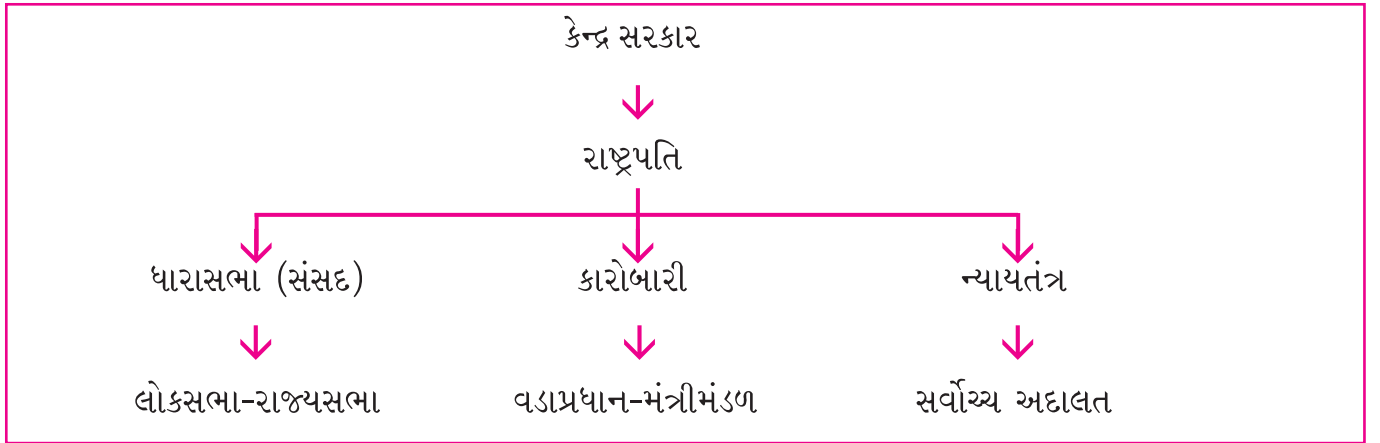 કેન્દ્ર સરકાર
રાષ્ટ્રપતિ
ધારાસભા (સંસદ) કારોબારી ન્યાયતંત્ર
લોકસભા-રાજ્યસભા વડાપ્રધાન-મંત્રીમંડળ સર્વોચ્ચ અદાલત